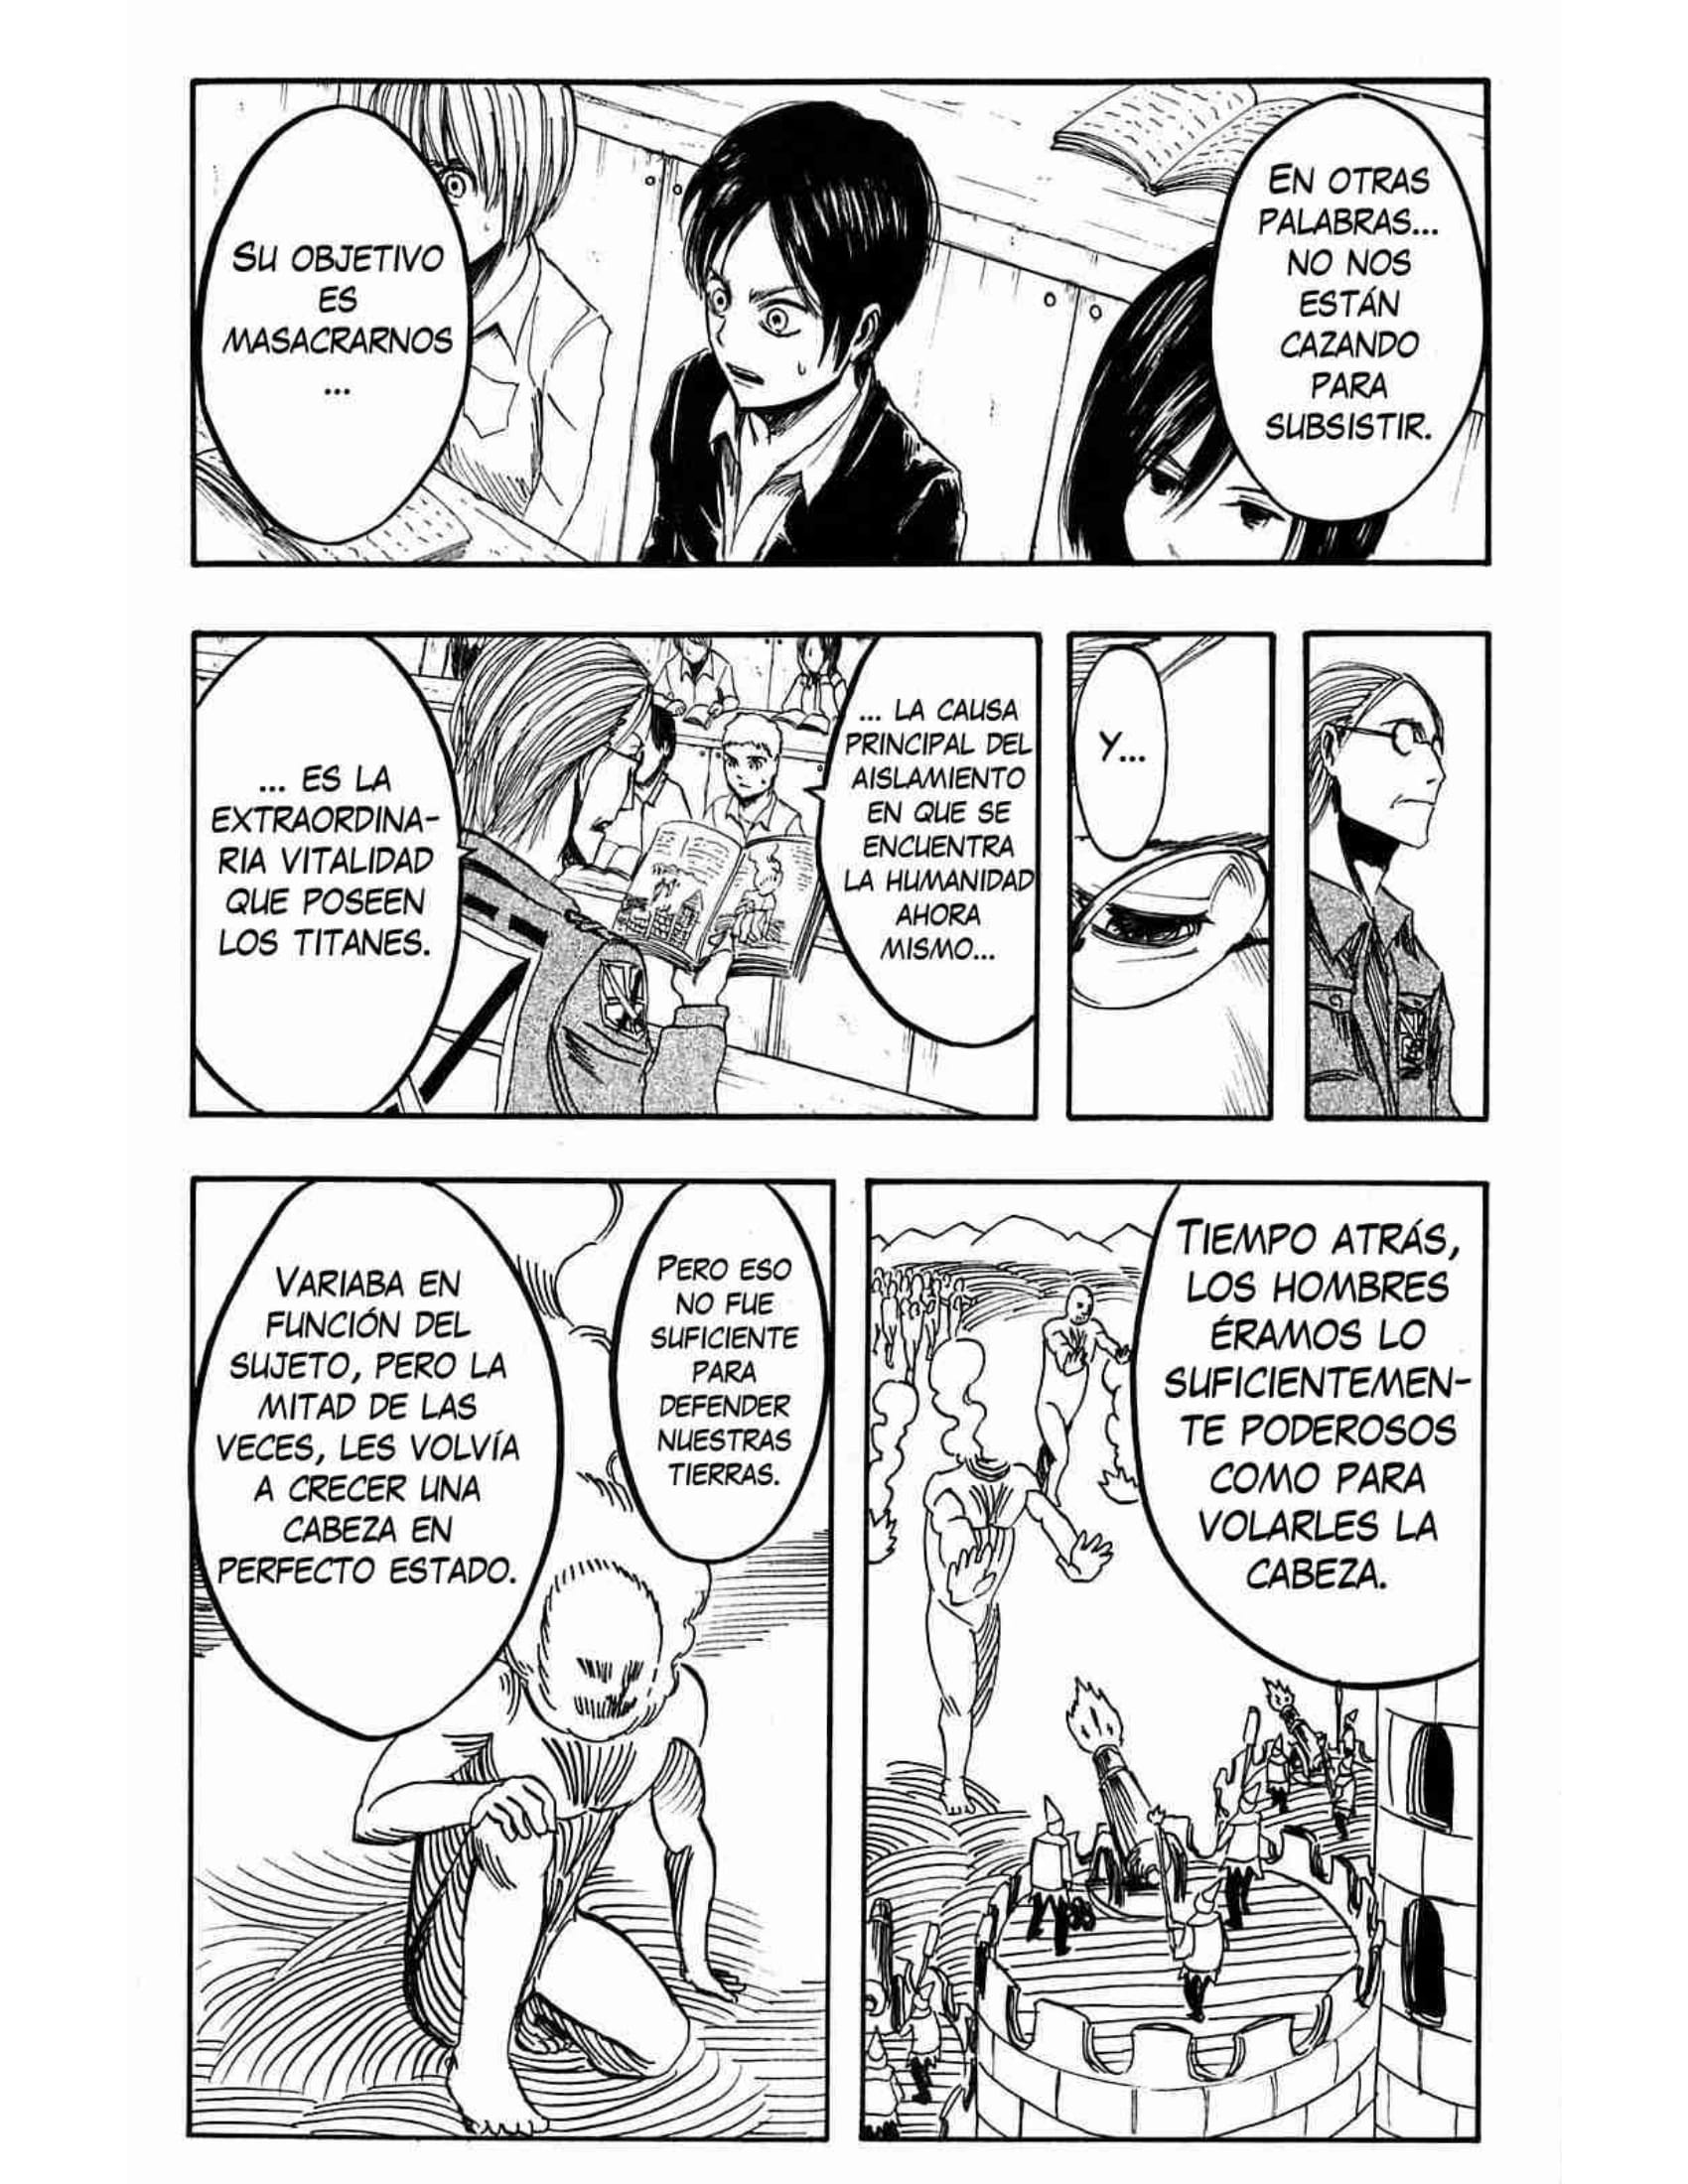 EN OTRAS
PALABRAS...
NO NOS
ESTÁN
CAZANDO
PARA
SUBSISTIR.
SU OBJETIVO
ES
MASACRARNOS
...
Y...
... LA CAUSA
PRINCIPAL DEL
AISLAMIENTO
EN QUE SE
ENCUENTRA
LA HUMANIDAD
AHORA
MISMO...
... ES LA
EXTRAORDINA-
RIA VITALIDAD
QUE POSEEN
LOS TITANES.
TIEMPO ATRÁS,
LOS HOMBRES
ÉRAMOS LO
SUFICIENTEMEN-
TE PODEROSOS
COMO PARA
VOLARLES LA
CABEZA.
PERO ESO
NO FUE
SUFICIENTE
PARA
DEFENDER
NUESTRAS
TIERRAS.
VARIABA EN
FUNCIÓN DEL
SUJETO, PERO LA
MITAD DE LAS
VECES, LES VOLVÍA
A CRECER UNA
CABEZA EN
PERFECTO ESTADO.